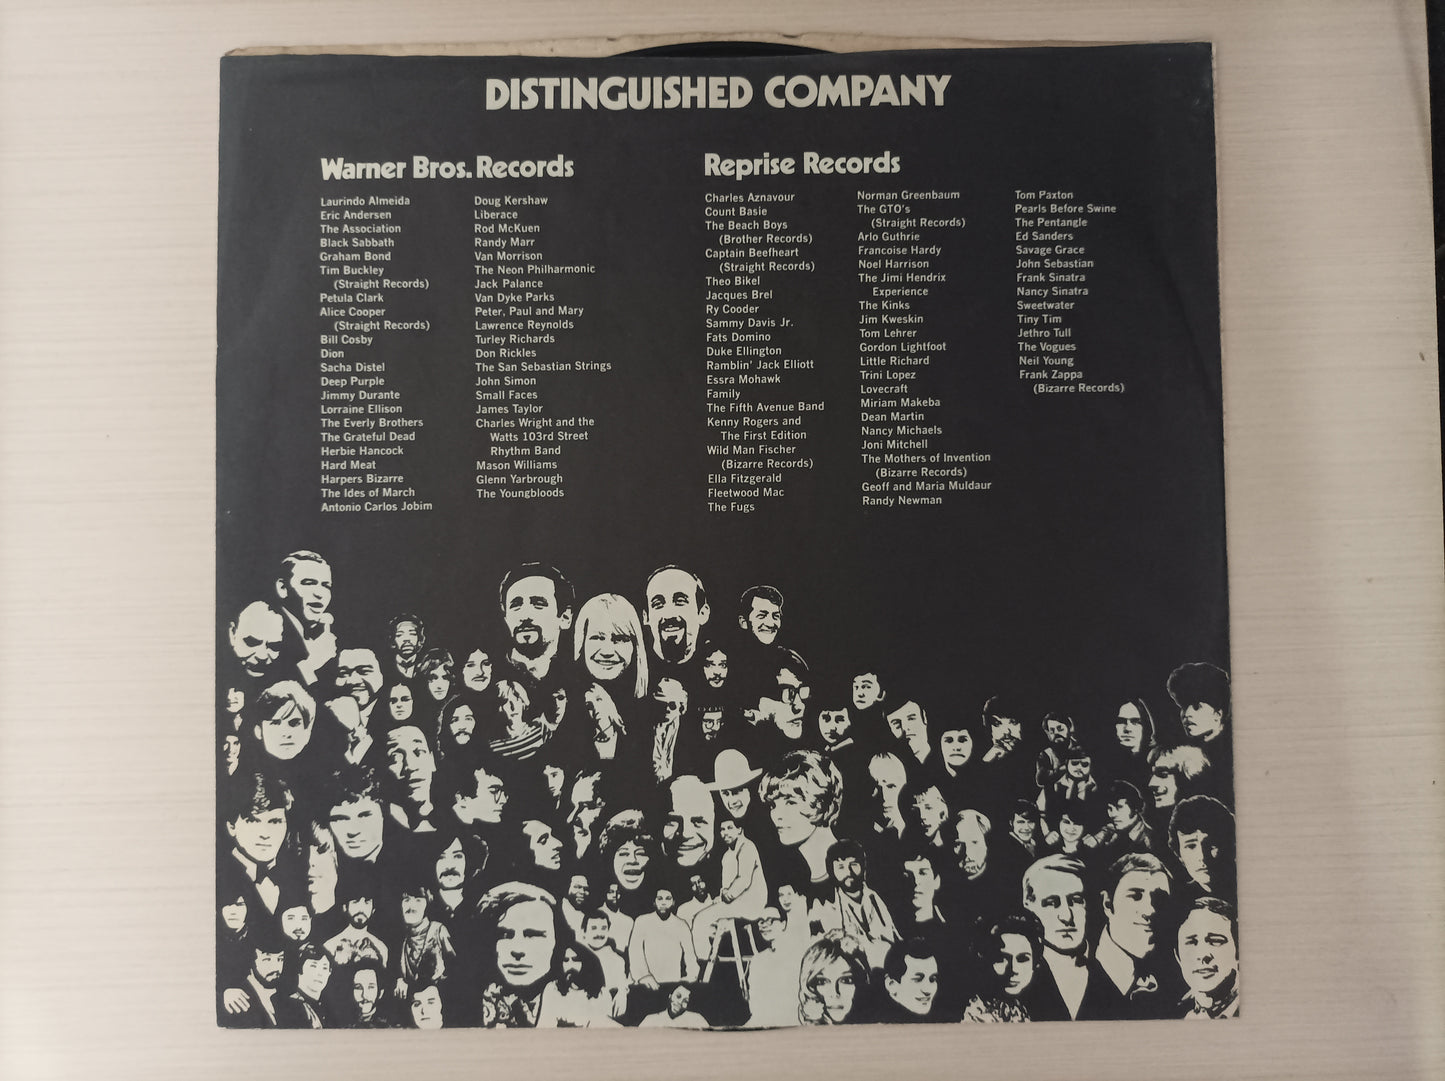 DISTINGUISHED COMPANY
Warner Bros. Records
Laurindo Almeida
Eric Andersen
The Association
Black Sabbath
Graham Bond
Tim Buckley
(Straight Records)
Petula Clark
Alice Cooper
(Straight Records)
Bill Cosby
Dion
Sacha Distel
Deep Purple
Jimmy Durante
Lorraine Ellison
The Everly Brothers
The Grateful Dead
Herbie Hancock
Hard Meat
Harpers Bizarre
The Ides of March
Antonio Carlos Jobim
Doug Kershaw
Liberace
Rod McKuen
Randy Marr
Van Morrison
The Neon Philharmonic
Jack Palance
Van Dyke Parks
Peter, Paul and Mary
Lawrence Reynolds
Turley Richards
Don Rickles
The San Sebastian Strings
John Simon
Small Faces
James Taylor
Charles Wright and the
Watts 103rd Street
Rhythm Band
Mason Williams
Glenn Yarbrough
The Youngbloods
Reprise Records
Charles Aznavour
Count Basie
The Beach Boys
(Brother Records)
Captain Beefheart
(Straight Records)
Theo Bikel
Jacques Brel
Ry Cooder
Sammy Davis Jr.
Fats Domino
Duke Ellington
Ramblin' Jack Elliott
Essra Mohawk
Family
The Fifth Avenue Band
Kenny Rogers and
The First Edition
Wild Man Fischer
(Bizarre Records)
Ella Fitzgerald
Fleetwood Mac
The Fugs
Norman Greenbaum
The GTO's
(Straight Records)
Arlo Guthrie
Francoise Hardy
Noel Harrison
The Jimi Hendrix
Experience
The Kinks
Jim Kweskin
Tom Lehrer
Gordon Lightfoot
Little Richard
Trini Lopez
Lovecraft
Miriam Makeba
Dean Martin
Nancy Michaels
Joni Mitchell
The Mothers of Invention
(Bizarre Records)
Geoff and Maria Muldaur
Randy Newman
Tom Paxton
Pearls Before Swine
The Pentangle
Ed Sanders
Savage Grace
John Sebastian
Frank Sinatra
Nancy Sinatra
Sweetwater
Tiny Tim
Jethro Tull
The Vogues
Neil Young
Frank Zappa
(Bizarre Records)